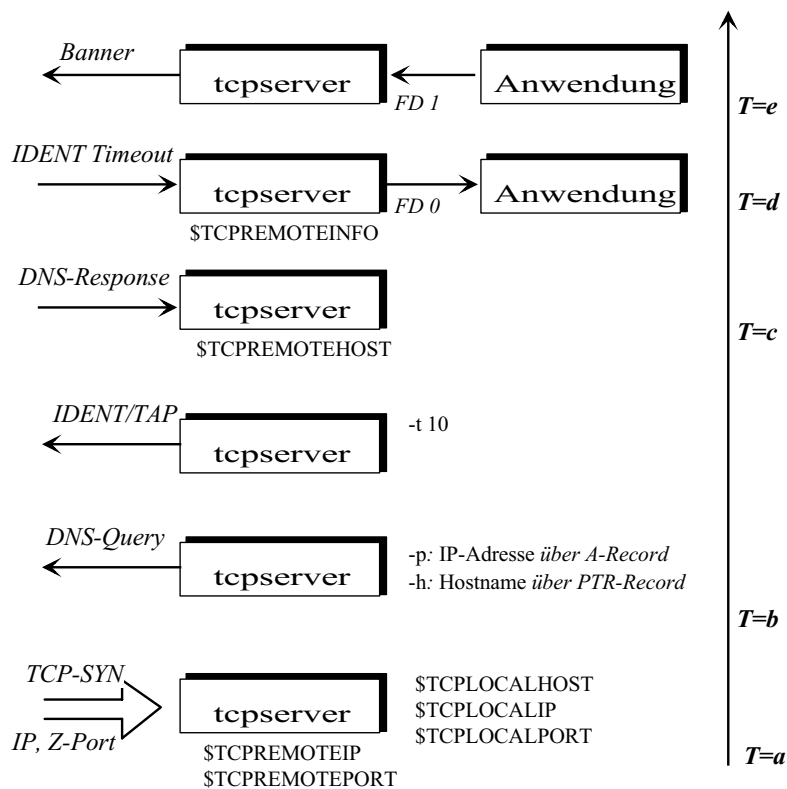 Banner
tcpserver
FD 1
Anwendung
T=e
IDENT Timeout
tcpserver
FD 0
Anwendung
T=d
$TCPREMOTEINFO
DNS-Response
tcpserver
T=c
$TCPREMOTEHOST
IDENT/TAP
tcpserver
-t 10
DNS-Query
tcpserver
-p: IP-Adresse über A-Record
-h: Hostname über PTR-Record
T=b
TCP-SYN
IP, Z-Port
tcpserver
$TCPLOCALHOST
$TCPLOCALIP
$TCPLOCALPORT
$TCPREMOTEIP
$TCPREMOTEPORT
T=a